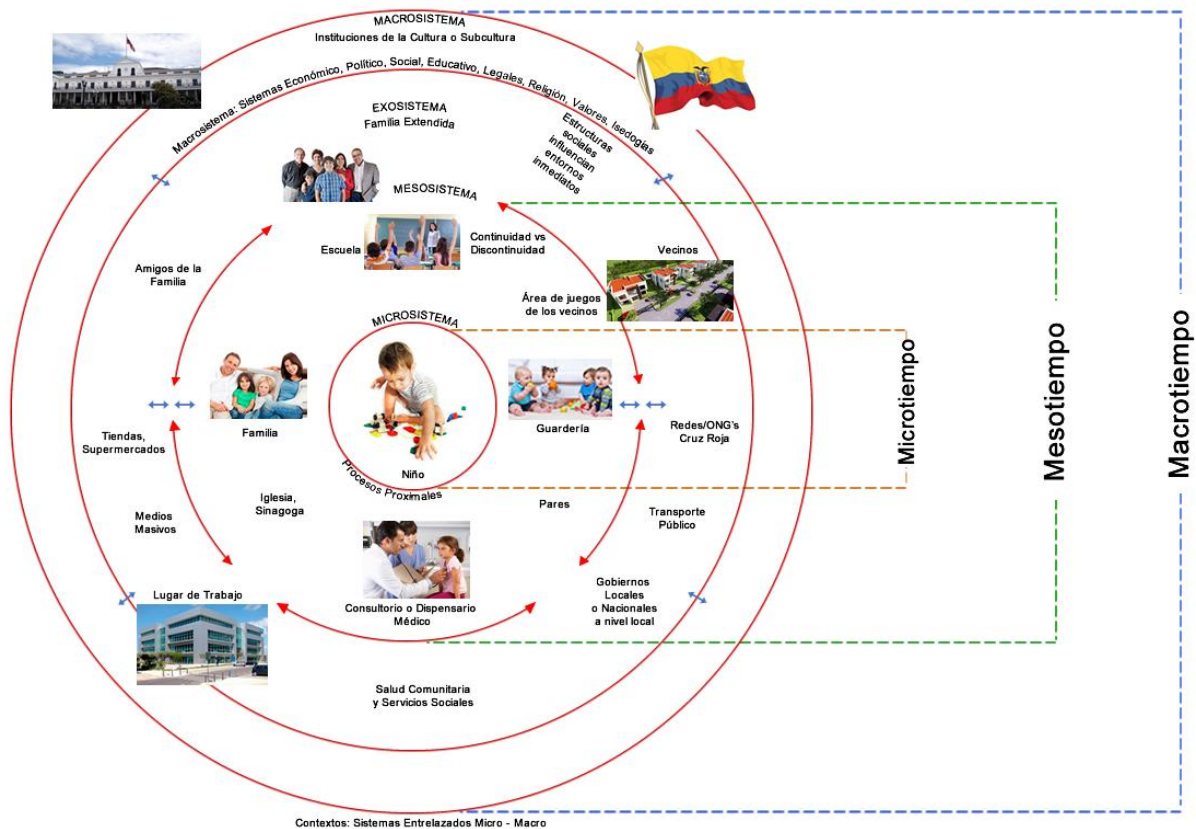 MACROSISTEMA
Instituciones de la Cultura o Subcultura
Macrosistema: Sistemas Económico, Político, Social, Educativo, Legales, Religión, Valores, Isedogías
EXOSISTEMA
Familia Extendida
Estructuras
sociales
influencian
entornos
inmediatos
MESOSISTEMA
Escuela
Continuidad vs
Discontinuidad
Vecinos
Amigos de la
Familia
Área de juegos
de los vecinos
MICROSISTEMA
Familia
Guardería
Tiendas,
Supermercados
Redes/ONG's
Cruz Roja
Niño
Procesos Proximales
Iglesia,
Sinagoga
Pares
Medios
Masivos
Transporte
Público
Lugar de Trabajo
Consultorio o Dispensario
Médico
Gobiernos
Locales
o Nacionales
a nivel local
Salud Comunitaria
y Servicios Sociales
Contextos: Sistemas Entrelazados Micro - Macro
Microtiempo
Mesotiempo
Macrotiempo